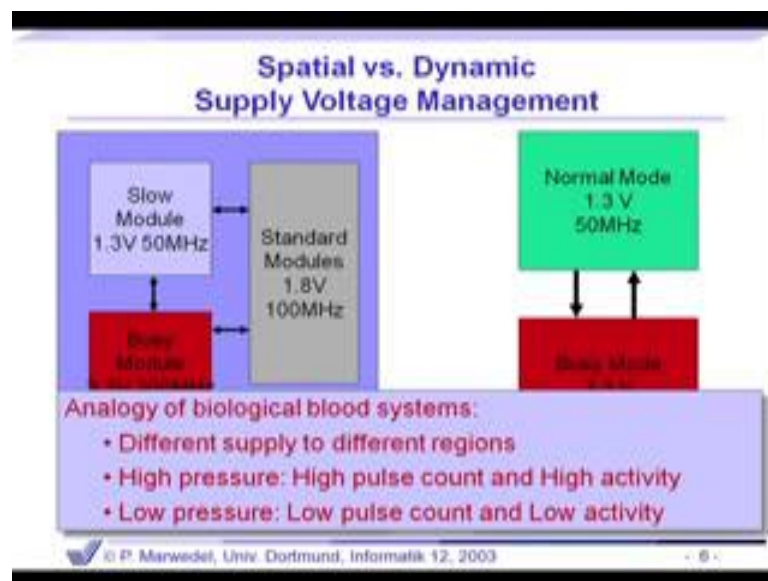 Spatial vs. Dynamic
Supply Voltage Management
Slow
Module
1.3V 50MHz
Standard
Modules
1.8V
100MHz
Busy
Module
Normal Mode
1.3 V
50MHz
Busy Mode
Analogy of biological blood systems:
• Different supply to different regions
• High pressure: High pulse count and High activity
• Low pressure: Low pulse count and Low activity
© P. Marwedel, Univ. Dortmund, Informatik 12, 2003
- 6 -